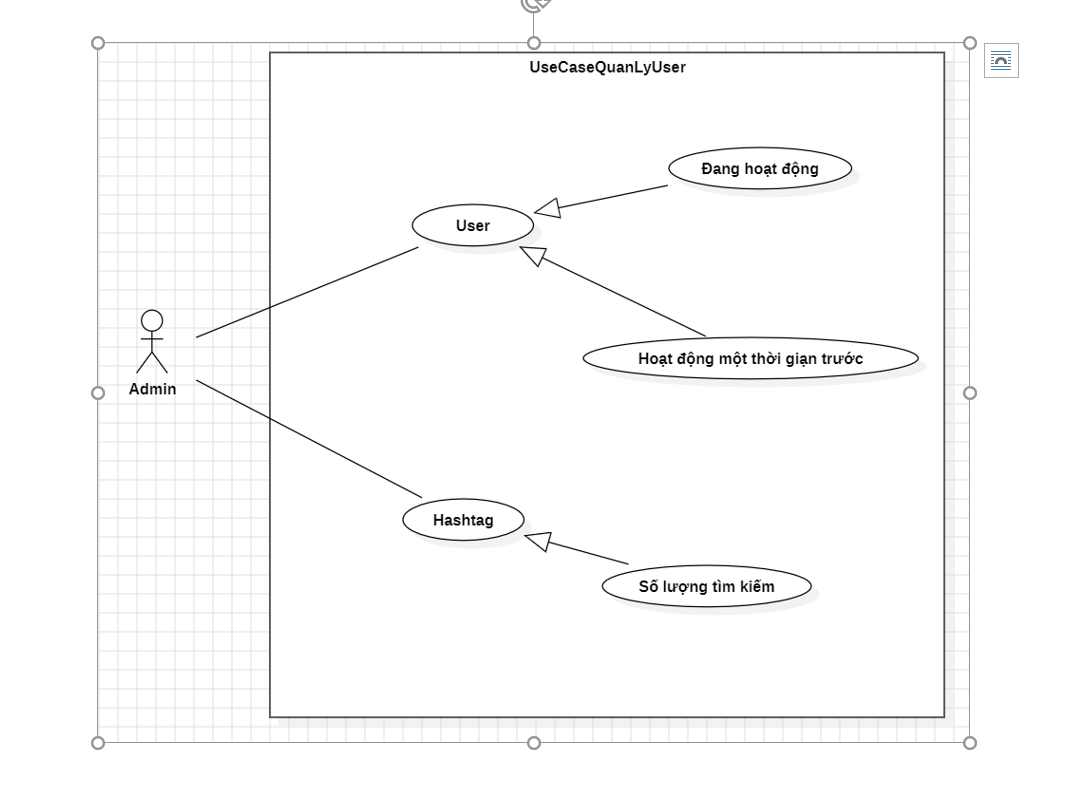 UseCaseQuanLyUser
Đang hoạt động
User
Admin
Hoạt động một thời gian trước
Hashtag
Số lượng tìm kiếm